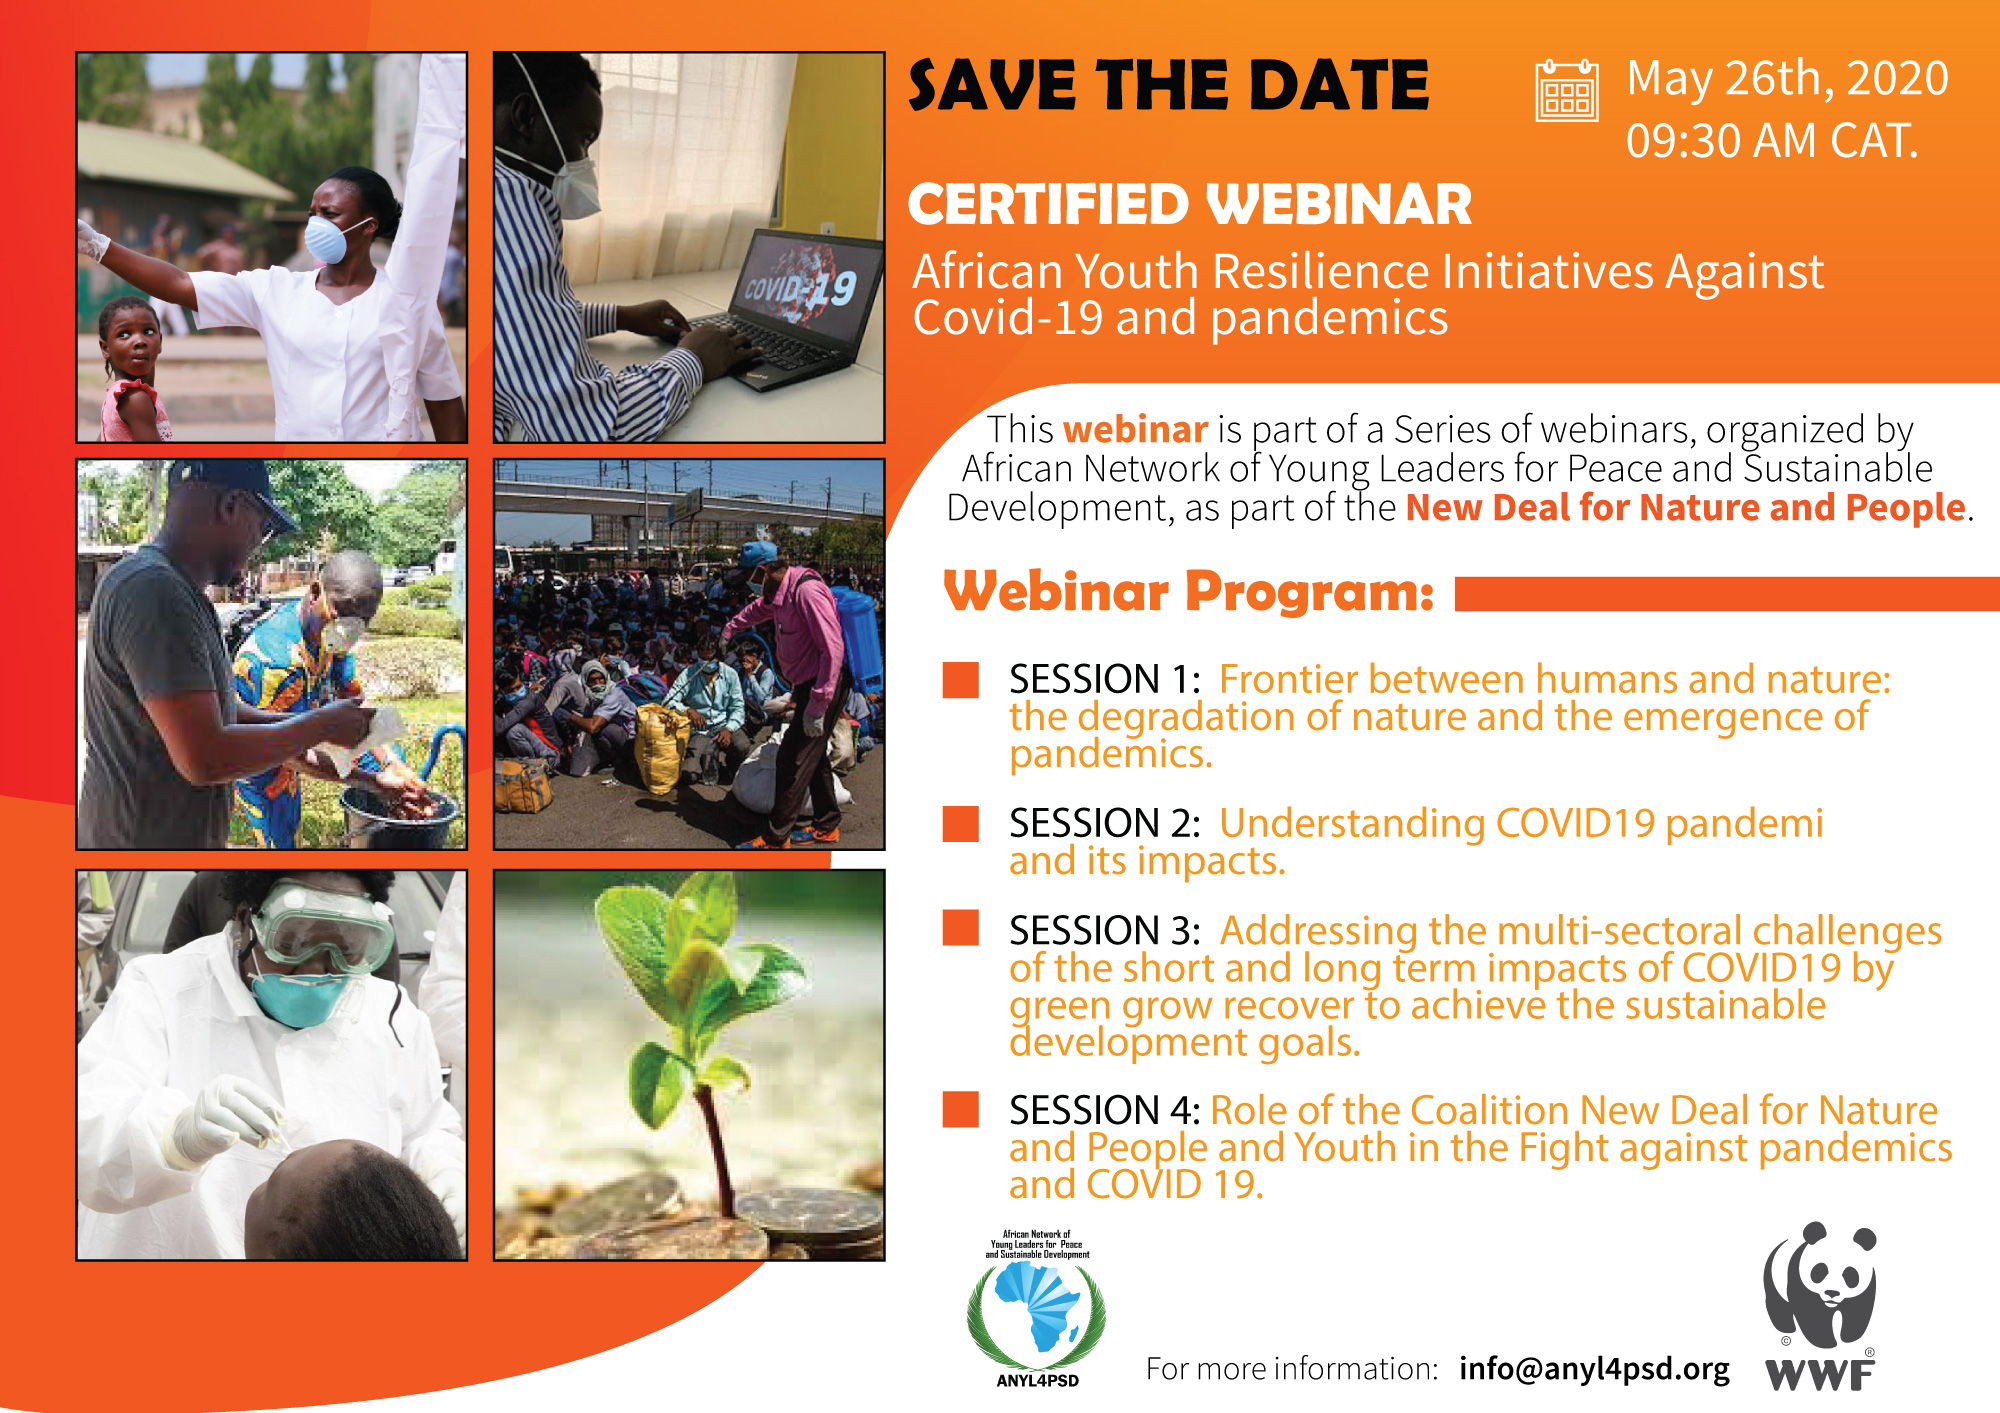 SAVE THE DATE
May 26th, 2020
09:30 AM CAT.
CERTIFIED WEBINAR
African Youth Resilience Initiatives Against
Covid-19 and pandemics
COVID-19
This webinar is part of a Series of webinars, organized by
African Network of Young Leaders for Peace and Sustainable
Development, as part of the New Deal for Nature and People.
Webinar Program:
SESSION 1: Frontier between humans and nature:
the degradation of nature and the emergence of
pandemics.
SESSION 2: Understanding COVID19 pandemi
and its impacts.
SESSION 3: Addressing the multi-sectoral challenges
of the short and long term impacts of COVID19 by
green grow recover to achieve the sustainable
development goals.
SESSION 4: Role of the Coalition New Deal for Nature
and People and Youth in the Fight against pandemics
and COVID 19.
African Network of
Young Leaders for Peace
and Sustainable Development
ANYL4PSD
For more information: info@anyl4psd.org
©
®
WWF